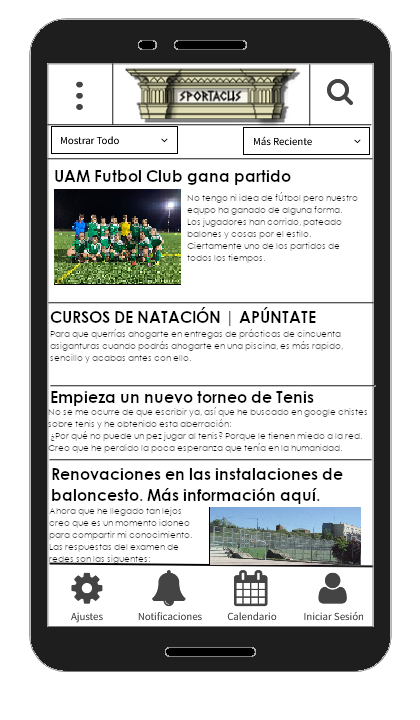 SPORTACUS
Mostrar Todo
Más Reciente
UAM Futbol Club gana partido
No tengo ni idea de fútbol pero nuestro
equpo ha ganado de alguna forma.
Los jugadores han corrido, pateado
balones y cosas por el estilo.
Ciertamente uno de los partidos de
todos los tiempos.
CURSOS DE NATACIÓN | APÚNTATE
Para que querrías ahogarte en entregas de prácticas de cincuenta
asiganturas cuando podrás ahogarte en una piscina, es más rapido,
sencillo y acabas antes con ello.
Empieza un nuevo torneo de Tenis
No se me ocurre de que escribir ya, así que he buscado en google chistes
sobre tenis y he obtenido esta aberración:
¿Por qué no puede un pez jugar al tenis? Porque le tienen miedo a la red.
Creo que he perdido la poca esperanza que tenía en la humanidad.
Renovaciones en las instalaciones de
baloncesto. Más información aquí.
Ahora que he llegado tan lejos
creo que es un momento idoneo
para compartir mi conocimiento.
Las respuestas del examen de
redes son las siguentes:
Ajustes
Notificaciones
Calendario
Iniciar Sesión